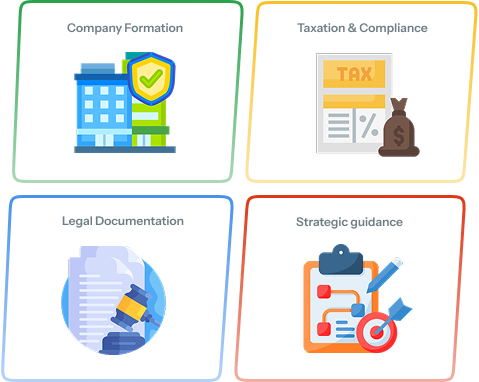 Company Formation
Taxation & Compliance
TAX
%
$
Legal Documentation
Strategic guidance